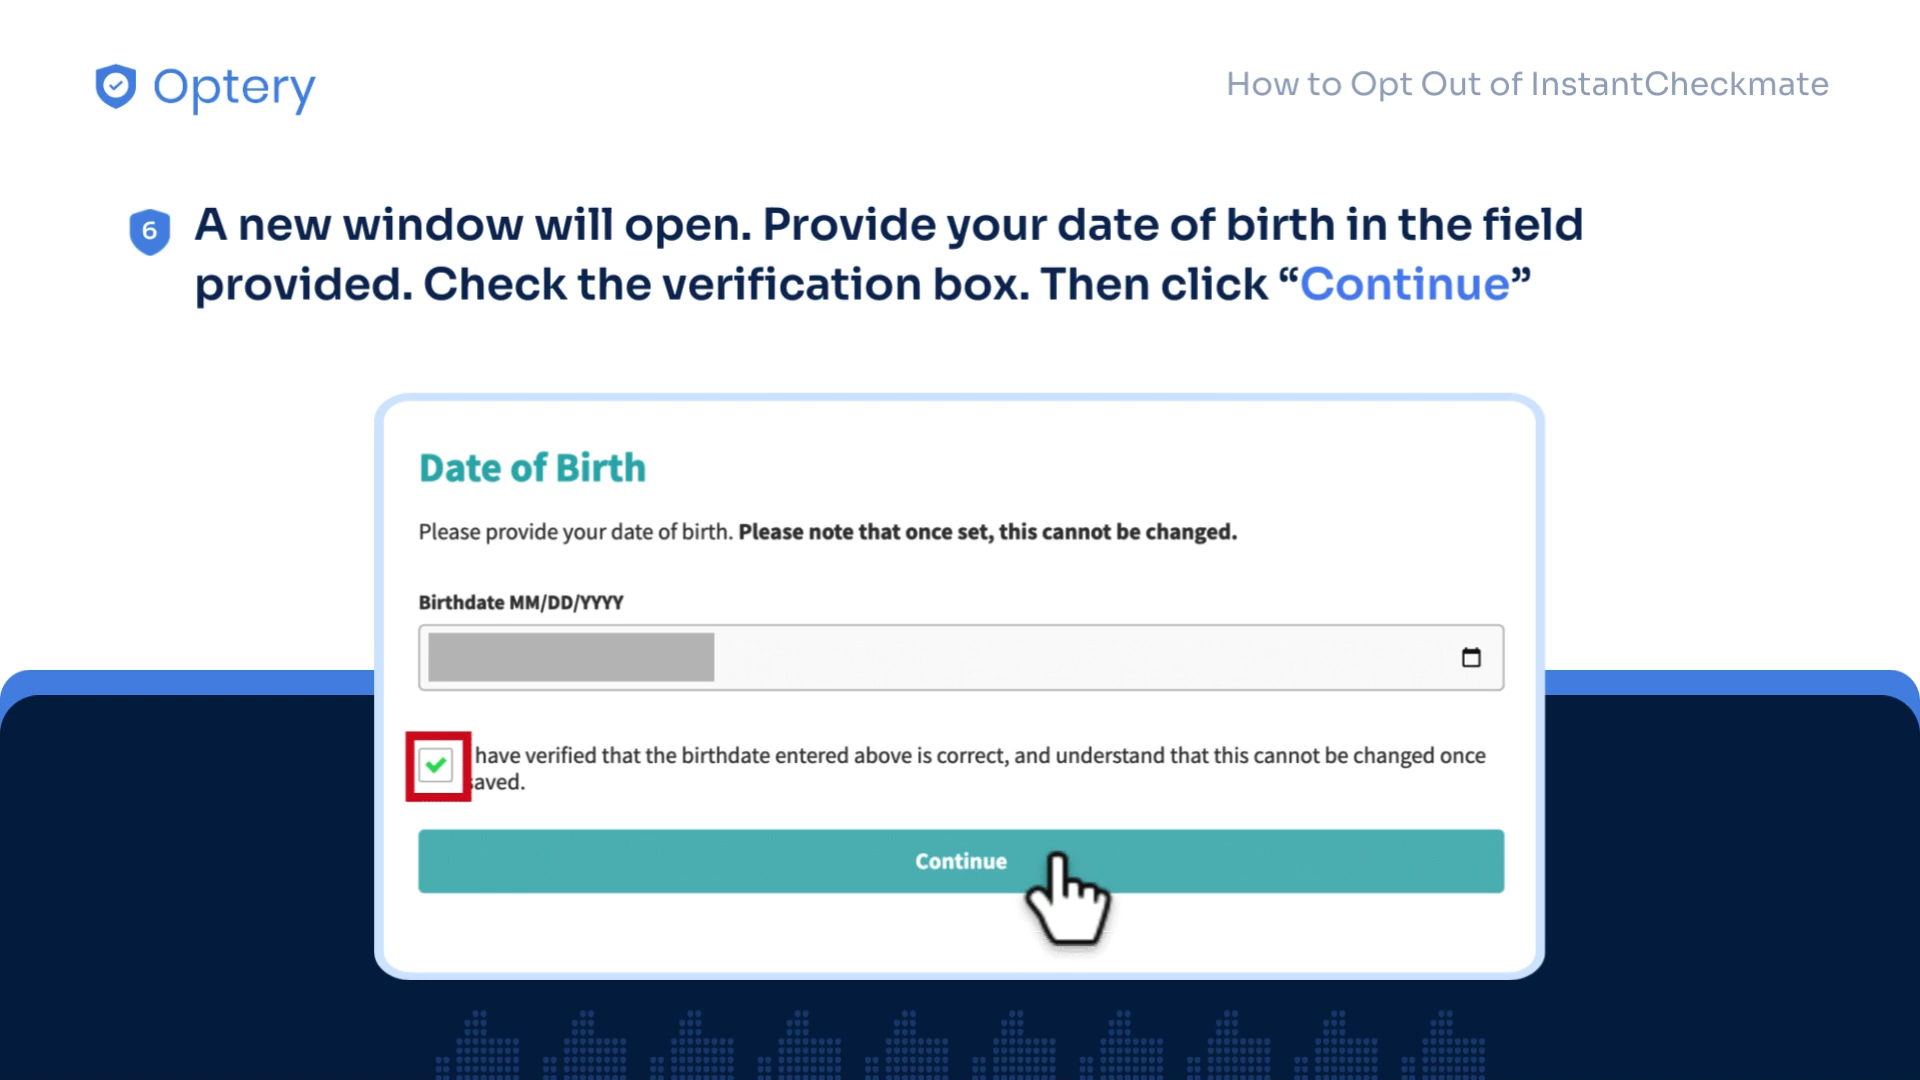 Optery
How to Opt Out of InstantCheckmate
6
A new window will open. Provide your date of birth in the field
provided. Check the verification box. Then click “Continue”
Date of Birth
Please provide your date of birth. Please note that once set, this cannot be changed.
Birthdate MM/DD/YYYY
have verified that the birthdate entered above is correct, and understand that this cannot be changed once
saved.
Continue